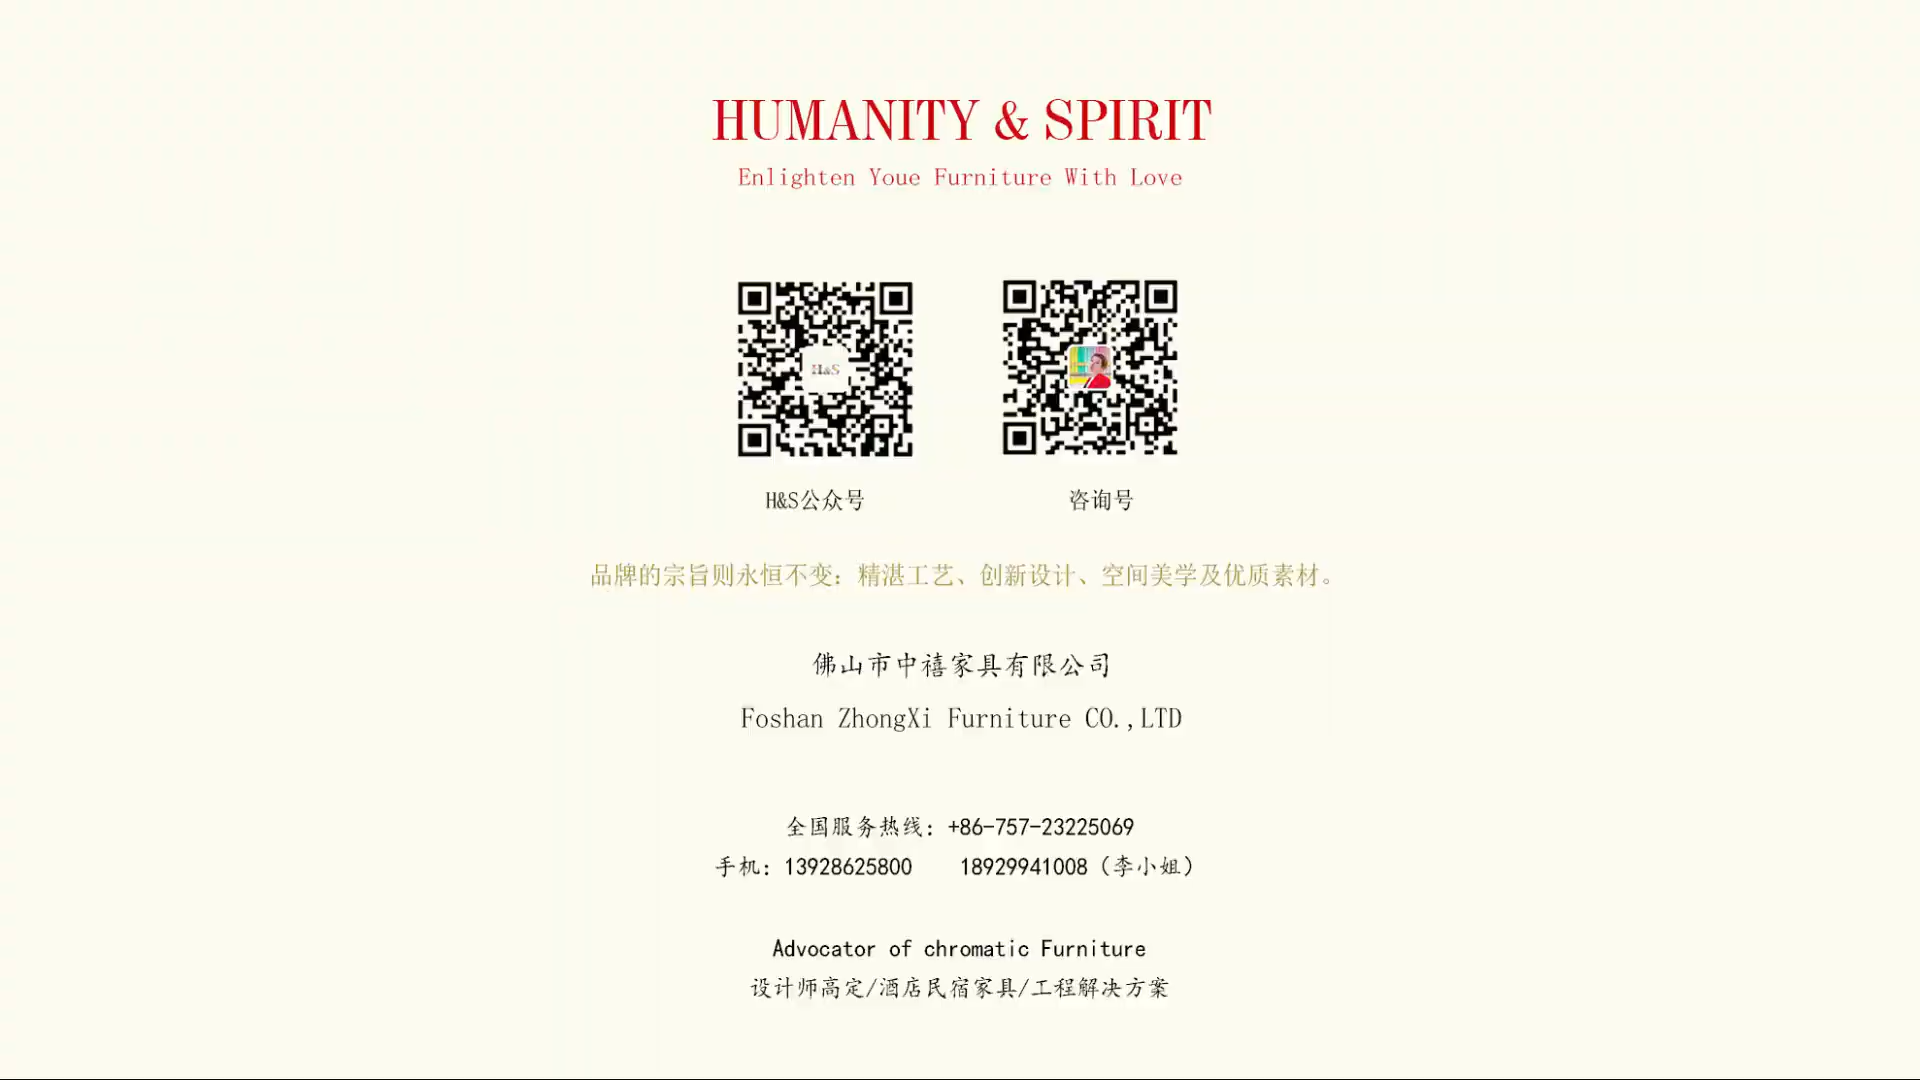 HUMANITY & SPIRIT
Enlighten Youe Furniture With Love
H&S
H&S公众号 咨询号
品牌的宗旨则永恒不变：精湛工艺、创新设计、空间美学及优质素材。
佛山市中禧家具有限公司
Foshan ZhongXi Furniture CO.,LTD
全国服务热线：+86-757-23225069
手机：13928625800 18929941008（李小姐）
Advocator of chromatic Furniture
设计师高定/酒店民宿家具/工程解决方案